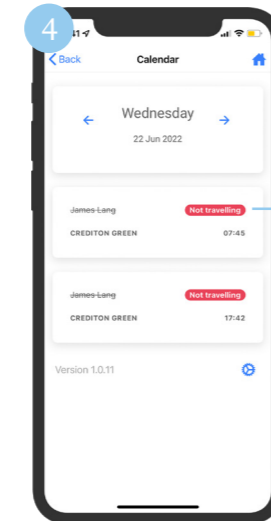 4
41
Back Calendar
Wednesday
22 Jun 2022
James Lang Not travelling
CREDITON GREEN 07:45
James Lang Not travelling
CREDITON GREEN 17:42
Version 1.0.11